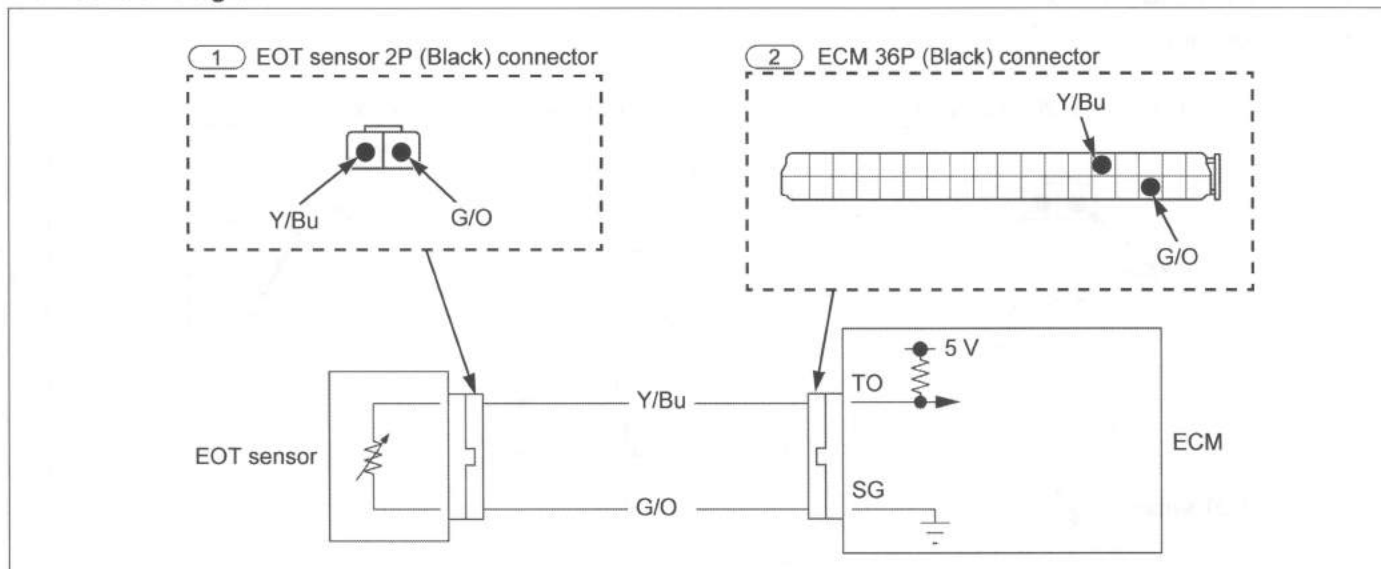 1 EOT sensor 2P (Black) connector
2 ECM 36P (Black) connector
Y/Bu
Y/Bu
G/O
G/O
5 V
TO
Y/Bu
EOT sensor
ECM
SG
G/O